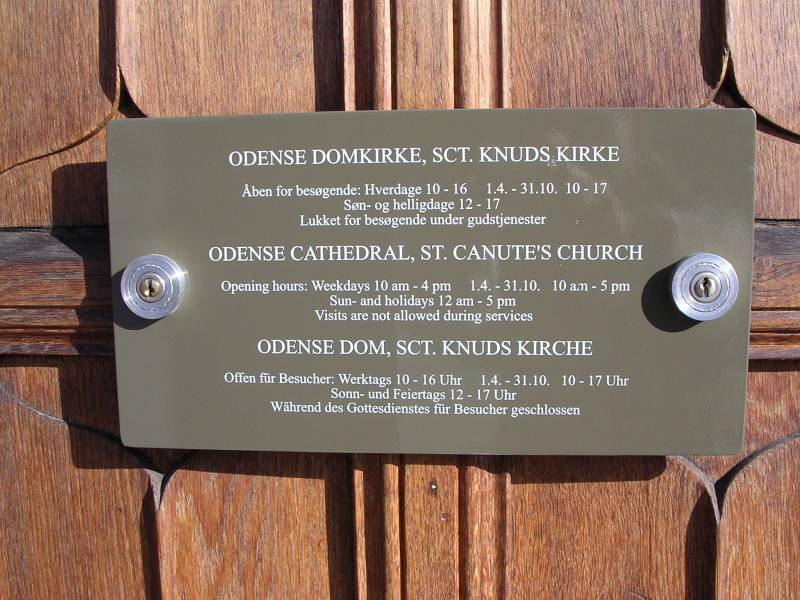 ODENSE DOMKIRKE, SCT. KNUDS KIRKE
Åben for besøgende: Hverdage 10 - 16 1.4. - 31.10. 10 - 17
Søn- og helligdage 12 - 17
Lukket for besøgende under gudstjenester
ODENSE CATHEDRAL, ST. CANUTE'S CHURCH
Opening hours: Weekdays 10 am - 4 pm 1.4. - 31.10. 10 am - 5 pm
Sun- and holidays 12 am - 5 pm
Visits are not allowed during services
ODENSE DOM, SCT. KNUDS KIRCHE
Offen für Besucher: Werktags 10 - 16 Uhr 1.4. - 31.10. 10 - 17 Uhr
Sonn- und Feiertags 12 - 17 Uhr
Während des Gottesdienstes für Besucher geschlossen